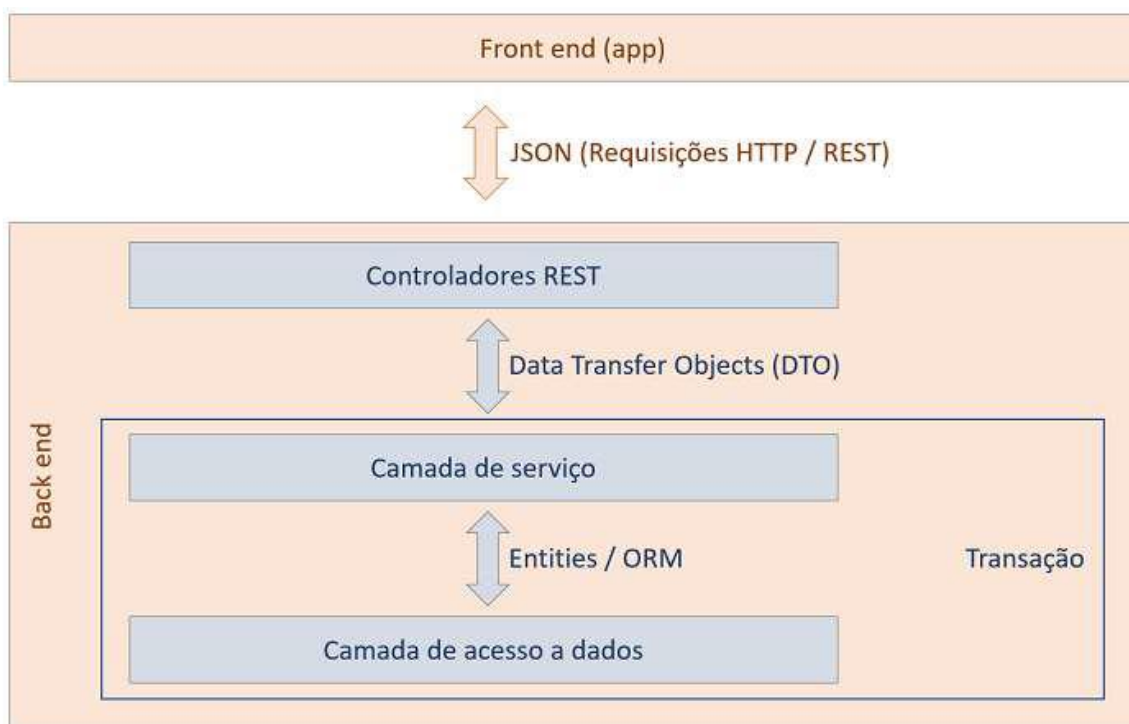 Front end (app)
JSON (Requisições HTTP / REST)
Controladores REST
Data Transfer Objects (DTO)
Back end
Camada de serviço
Entities / ORM
Transação
Camada de acesso a dados